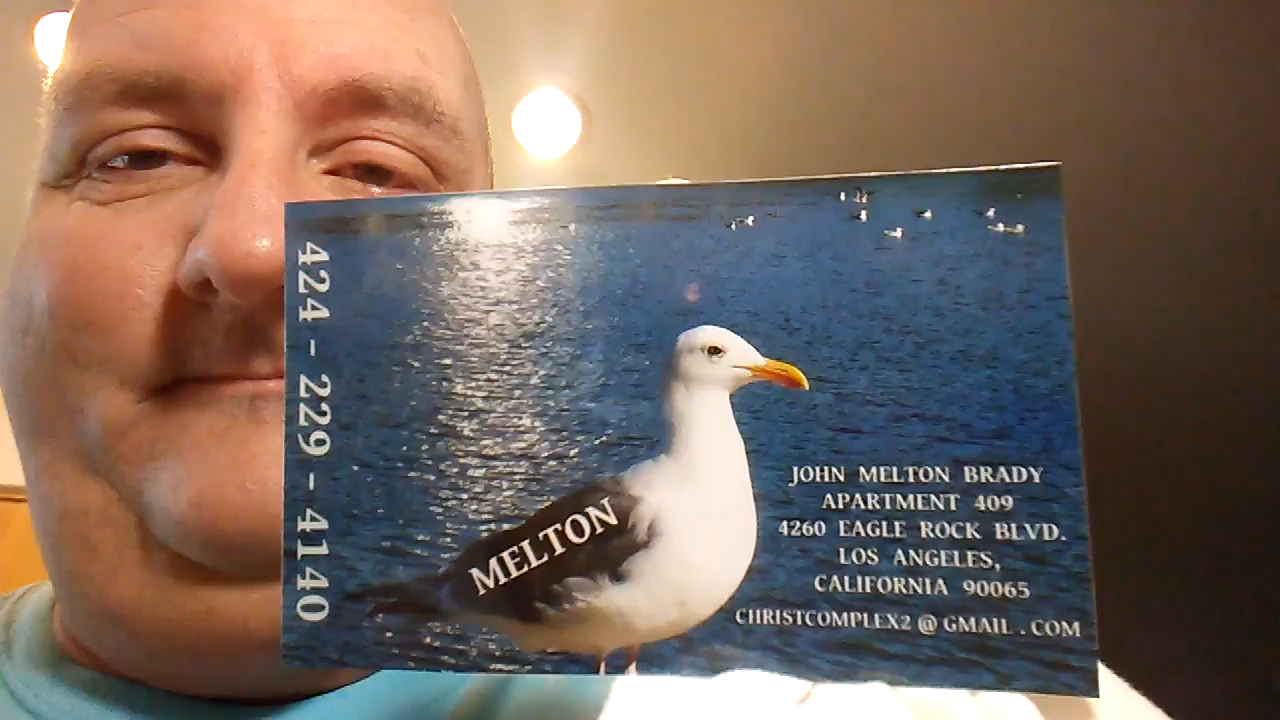 424 - 229 - 4140
MELTON
JOHN MELTON BRADY
APARTMENT 409
4260 EAGLE ROCK BLVD.
LOS ANGELES,
CALIFORNIA 90065
CHRISTCOMPLEX2 @ GMAIL . COM